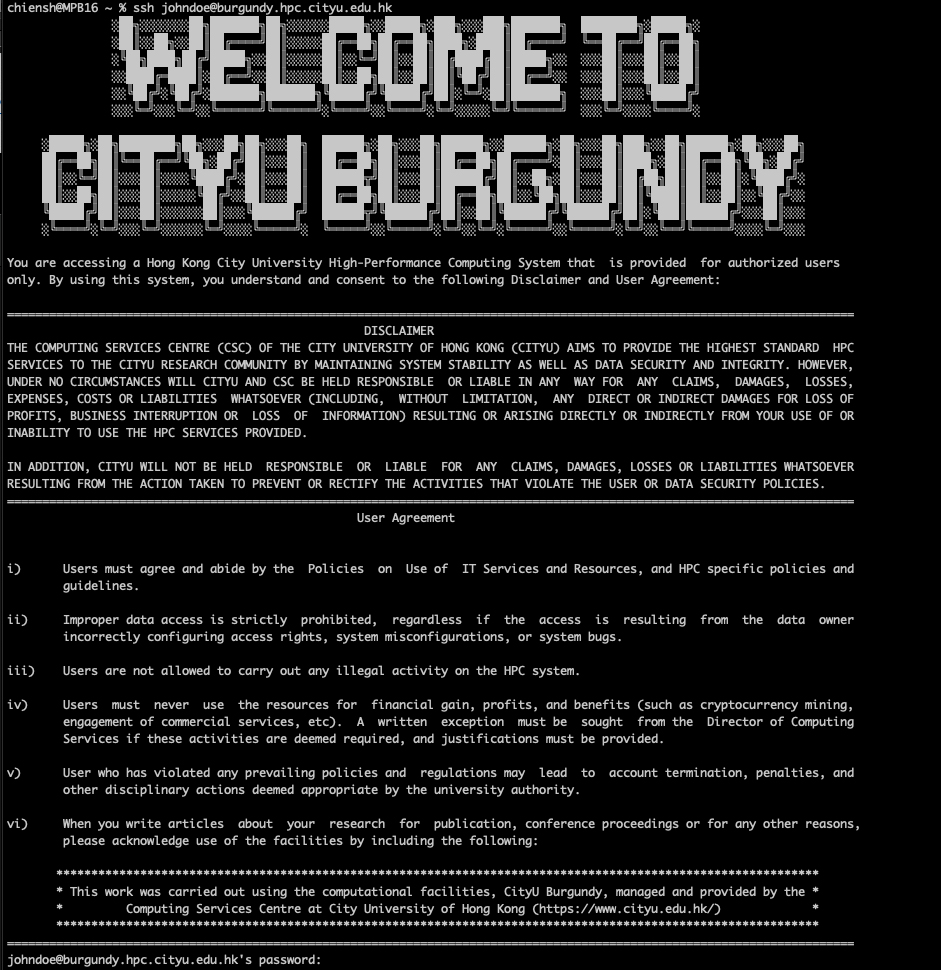 chiensh@MPB16 ~ % ssh johndoe@burgundy.hpc.cityu.edu.hk
WELCOME TO
CITYU BURGUNDY
You are accessing a Hong Kong City University High-Performance Computing System that  is provided  for authorized users
only. By using this system, you understand and consent to the following Disclaimer and User Agreement:
DISCLAIMER
THE COMPUTING SERVICES CENTRE (CSC) OF THE CITY UNIVERSITY OF HONG KONG (CITYU) AIMS TO PROVIDE THE HIGHEST STANDARD  HPC
SERVICES TO THE CITYU RESEARCH COMMUNITY BY MAINTAINING SYSTEM STABILITY AS WELL AS DATA SECURITY AND INTEGRITY. HOWEVER,
UNDER NO CIRCUMSTANCES WILL CITYU AND CSC BE HELD RESPONSIBLE  OR LIABLE IN ANY  WAY FOR  ANY  CLAIMS,  DAMAGES,  LOSSES,
EXPENSES, COSTS OR LIABILITIES  WHATSOEVER (INCLUDING,  WITHOUT  LIMITATION,  ANY  DIRECT OR INDIRECT DAMAGES FOR LOSS OF
PROFITS, BUSINESS INTERRUPTION OR  LOSS  OF  INFORMATION) RESULTING OR ARISING DIRECTLY OR INDIRECTLY FROM YOUR USE OF OR
INABILITY TO USE THE HPC SERVICES PROVIDED.
IN ADDITION, CITYU WILL NOT BE HELD  RESPONSIBLE  OR  LIABLE  FOR  ANY  CLAIMS, DAMAGES, LOSSES OR LIABILITIES WHATSOEVER
RESULTING FROM THE ACTION TAKEN TO PREVENT OR RECTIFY THE ACTIVITIES THAT VIOLATE THE USER OR DATA SECURITY POLICIES.
User Agreement
i)      Users must agree and abide by the  Policies  on  Use of  IT Services and Resources, and HPC specific policies and
guidelines.
ii)     Improper data access is strictly  prohibited,  regardless  if  the  access  is  resulting  from  the  data  owner
incorrectly configuring access rights, system misconfigurations, or system bugs.
iii)    Users are not allowed to carry out any illegal activity on the HPC system.
iv)     Users  must  never  use  the resources for  financial gain, profits, and benefits (such as cryptocurrency mining,
engagement of commercial services, etc).  A  written  exception  must be  sought  from the  Director of Computing
Services if these activities are deemed required, and justifications must be provided.
v)      User who has violated any prevailing policies and  regulations may  lead  to  account termination, penalties, and
other disciplinary actions deemed appropriate by the university authority.
vi)     When you write articles  about  your  research  for  publication, conference proceedings or for any other reasons,
please acknowledge use of the facilities by including the following:
* This work was carried out using the computational facilities, CityU Burgundy, managed and provided by the *
*         Computing Services Centre at City University of Hong Kong (https://www.cityu.edu.hk/)             *
johndoe@burgundy.hpc.cityu.edu.hk's password: